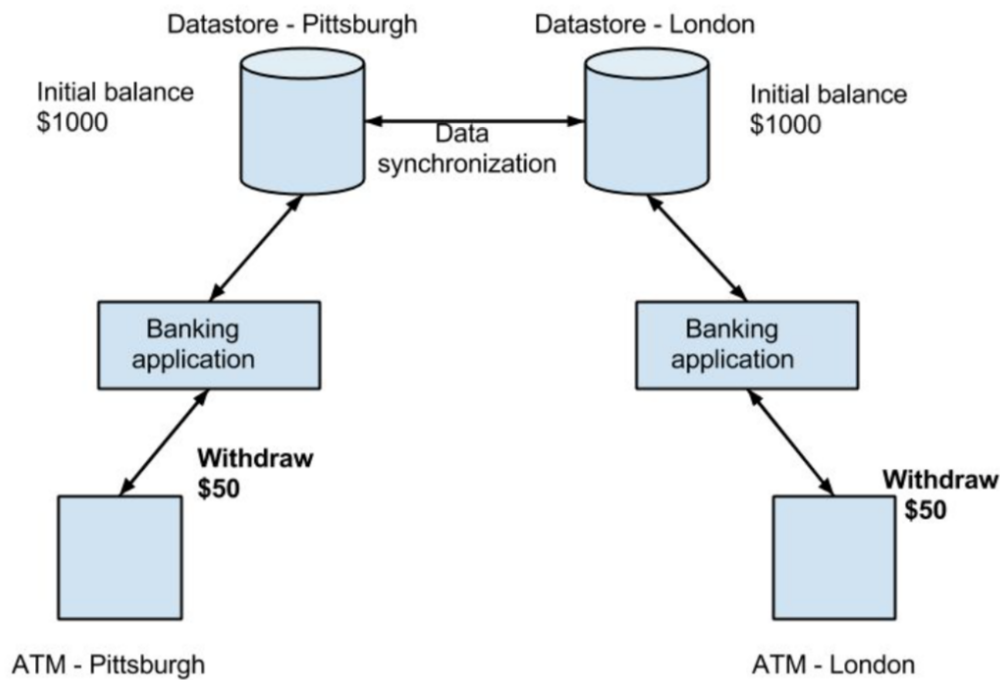 Datastore - Pittsburgh
Datastore - London
Initial balance
$1000
Initial balance
$1000
Data
synchronization
Banking
application
Banking
application
Withdraw
$50
Withdraw
$50
ATM - Pittsburgh
ATM - London